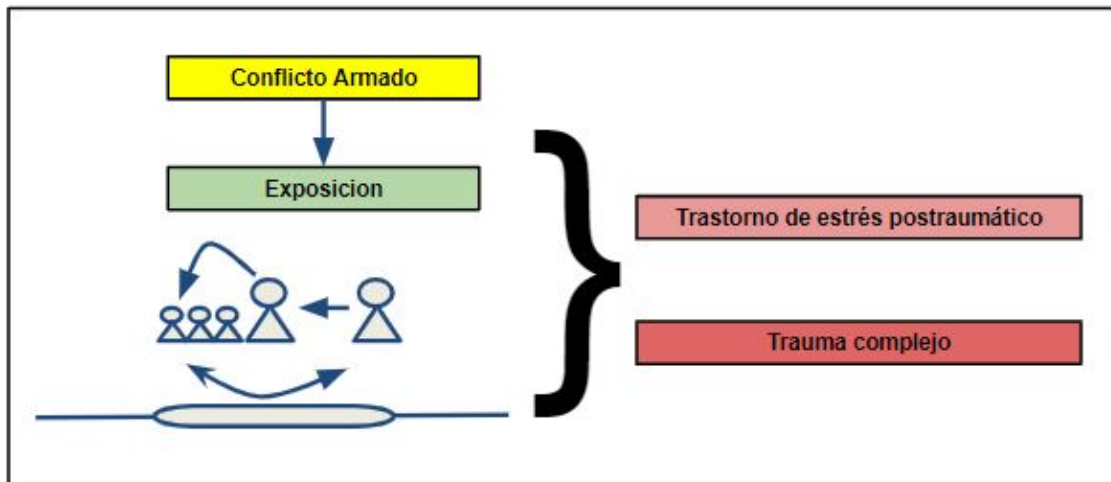 Conflicto Armado
Exposicion
Trastorno de estrés postraumático
Trauma complejo